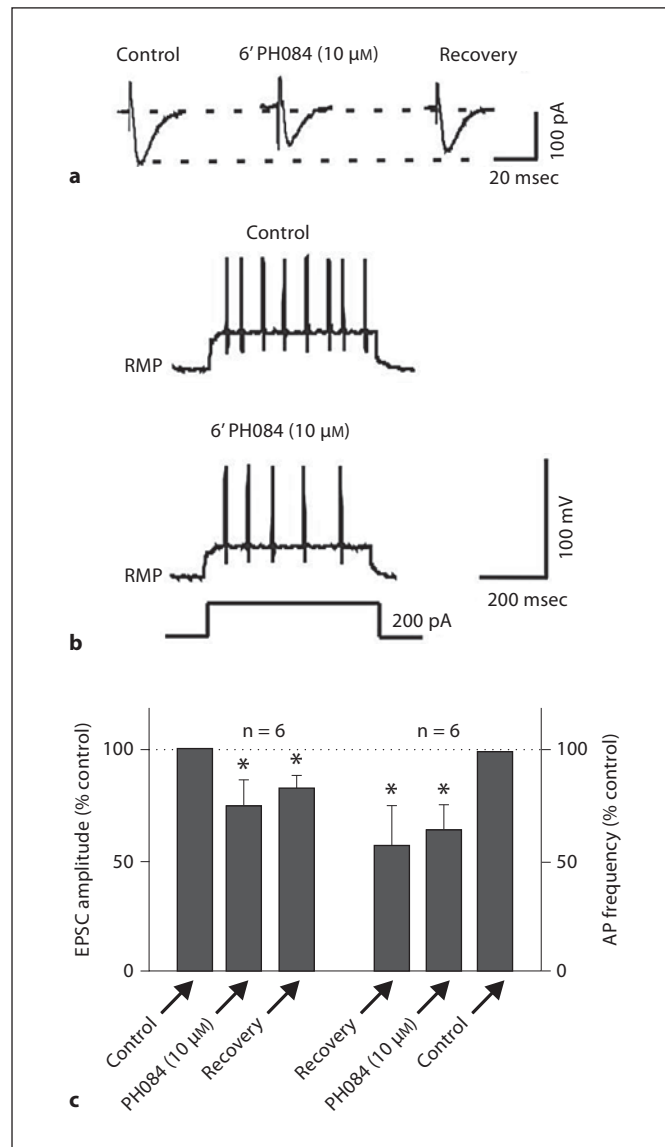 Control 6′ PH084 (10 μM) Recovery
100 pA
20 msec
a
Control
RMP
6′ PH084 (10 μM)
100 mV
RMP
200 msec
200 pA
b
EPSC amplitude (% control)
AP frequency (% control)
n = 6 n = 6
100 * * * * 100
50 50
0 0
Control PH084 (10 μM) Recovery Recovery PH084 (10 μM) Control
c